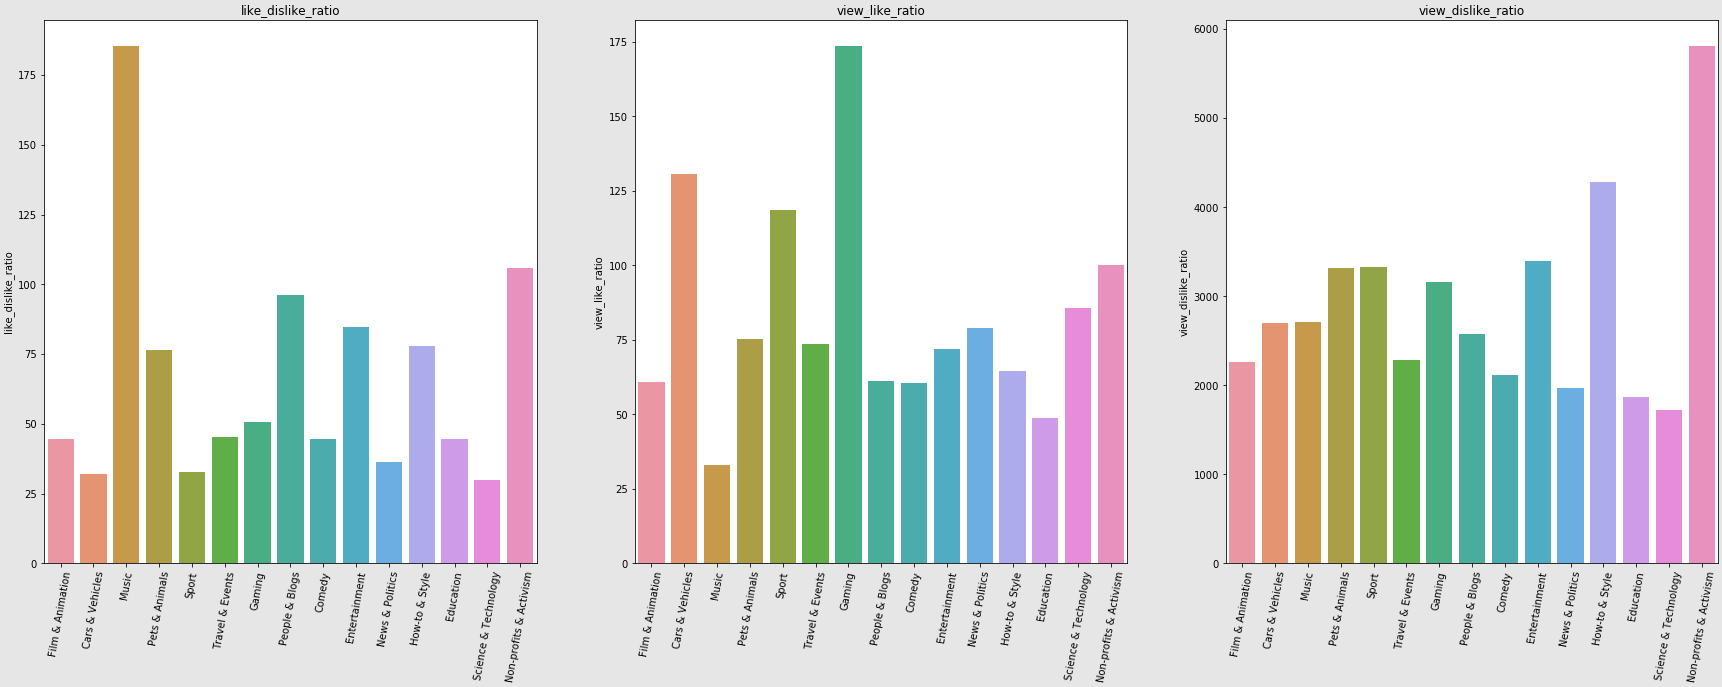 like_dislike_ratio
like_dislike_ratio
175
150
125
100
75
50
25
0
Film & Animation
Cars & Vehicles
Music
Pets & Animals
Sport
Travel & Events
Gaming
People & Blogs
Comedy
Entertainment
News & Politics
How-to & Style
Education
Science & Technology
Non-profits & Activism
view_like_ratio
view_like_ratio
175
150
125
100
75
50
25
0
Film & Animation
Cars & Vehicles
Music
Pets & Animals
Sport
Travel & Events
Gaming
People & Blogs
Comedy
Entertainment
News & Politics
How-to & Style
Education
Science & Technology
Non-profits & Activism
view_dislike_ratio
view_dislike_ratio
6000
5000
4000
3000
2000
1000
0
Film & Animation
Cars & Vehicles
Music
Pets & Animals
Sport
Travel & Events
Gaming
People & Blogs
Comedy
Entertainment
News & Politics
How-to & Style
Education
Science & Technology
Non-profits & Activism